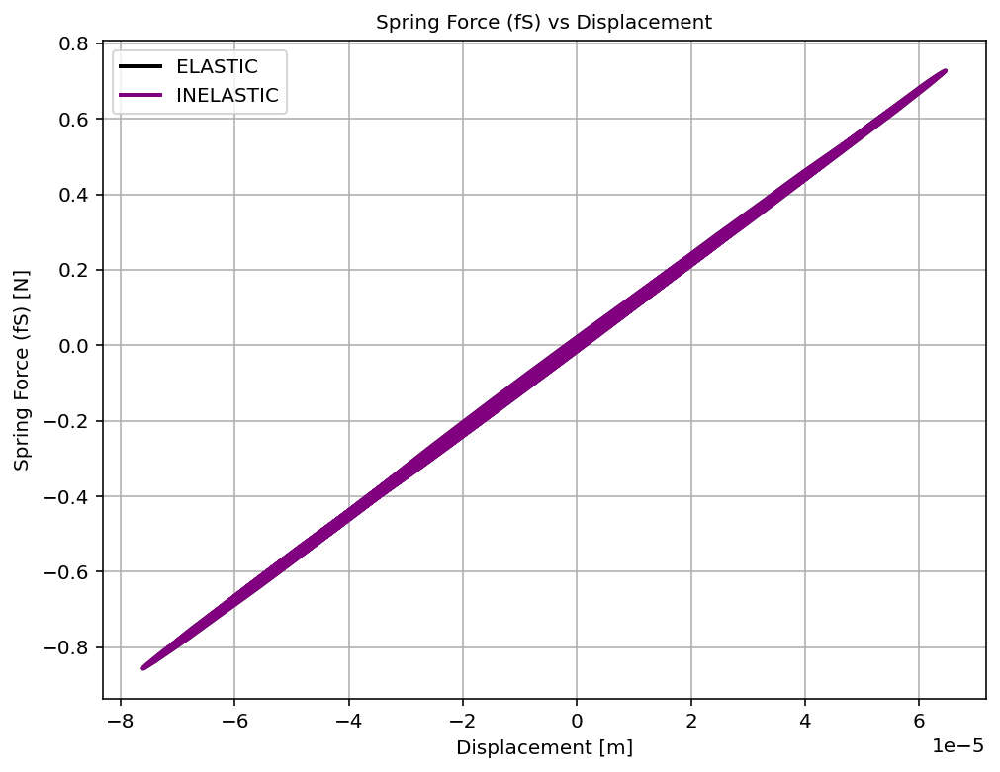 Spring Force (fS) vs Displacement
ELASTIC
INELASTIC
Spring Force (fS) [N]
0.8
0.6
0.4
0.2
0.0
−0.2
−0.4
−0.6
−0.8
−8 −6 −4 −2 0 2 4 6
1e−5
Displacement [m]